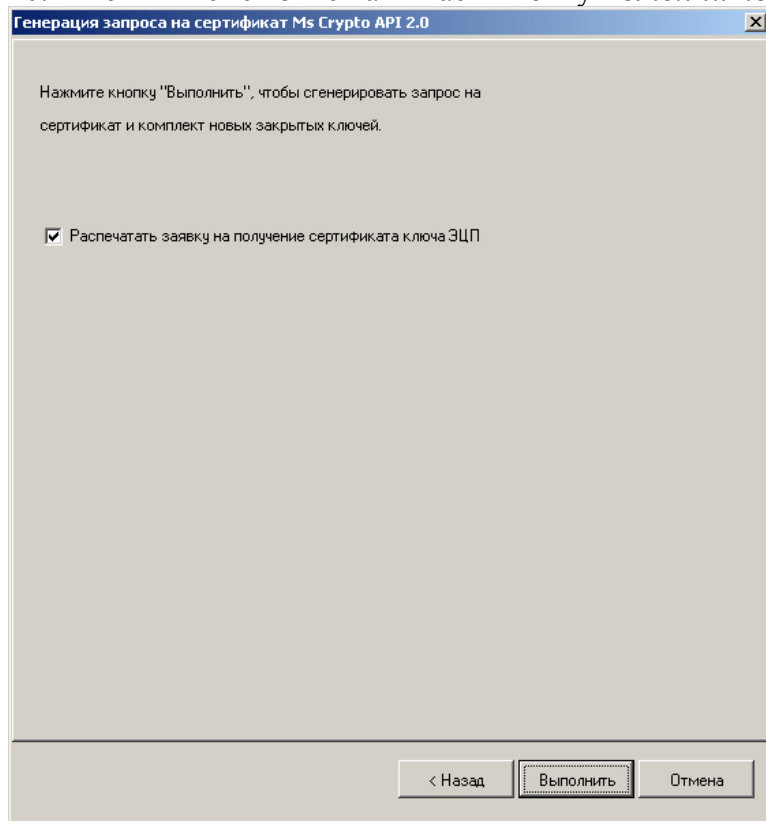 Генерация запроса на сертификат Ms Crypto API 2.0
Нажмите кнопку "Выполнить", чтобы сгенерировать запрос на
сертификат и комплект новых закрытых ключей.
Распечатать заявку на получение сертификата ключа ЭЦП
< Назад
Выполнить
Отмена